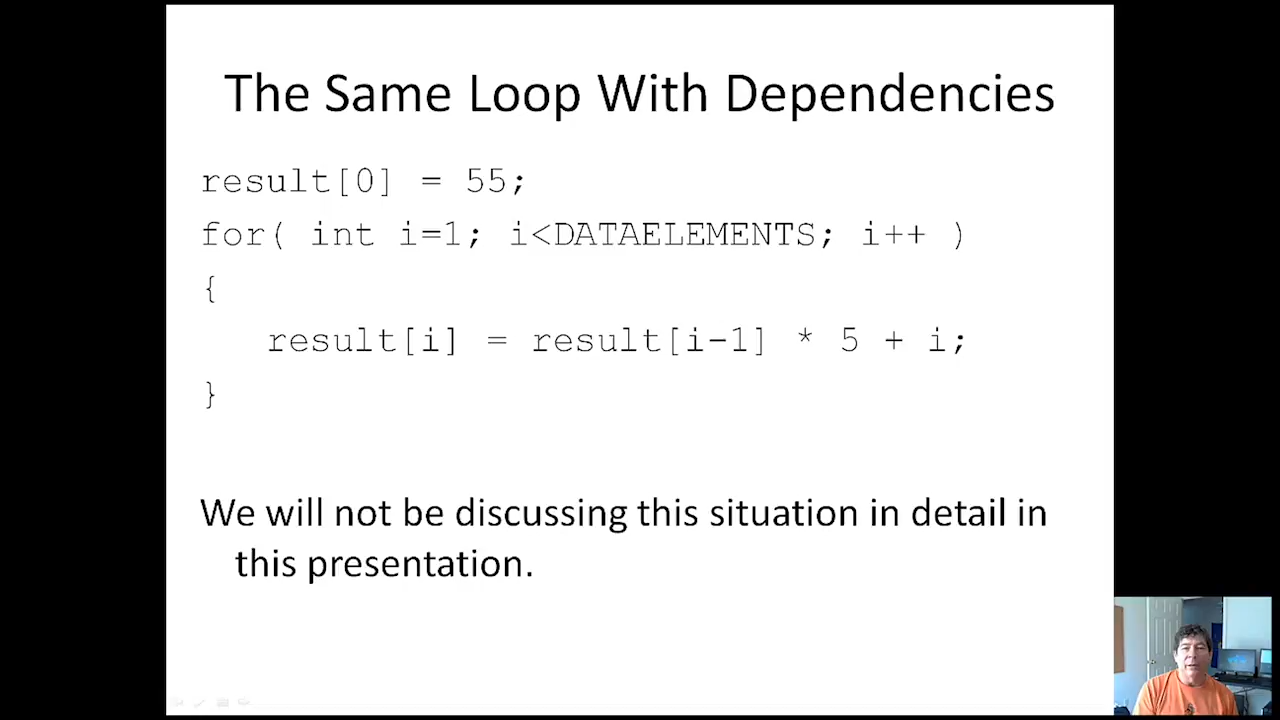 The Same Loop With Dependencies
result[0] = 55;
for( int i=1; i<DATAELEMENTS; i++ )
{
result[i] = result[i-1] * 5 + i;
}
We will not be discussing this situation in detail in
this presentation.